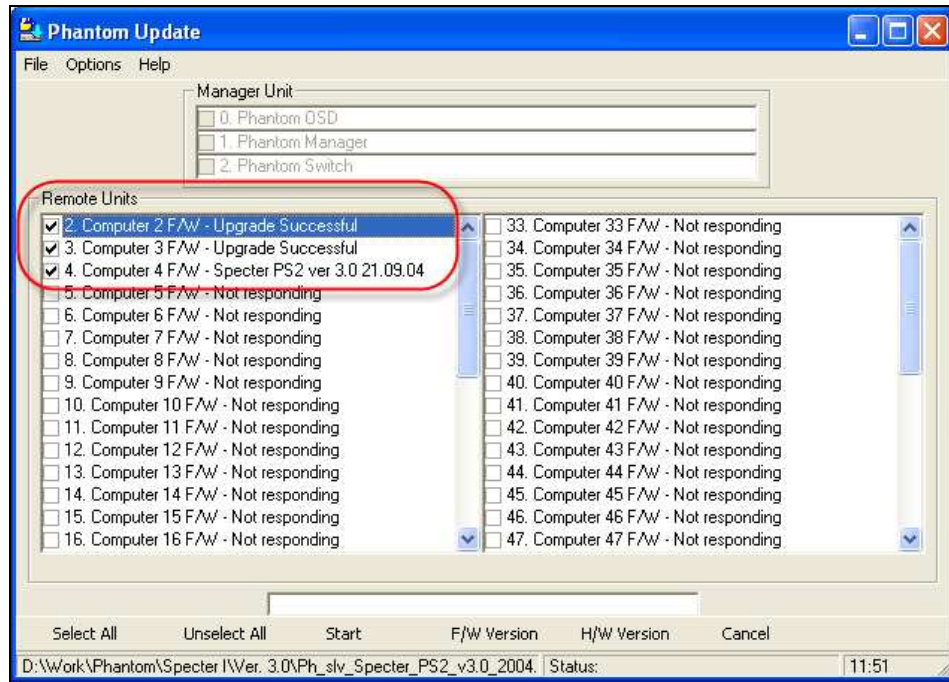 Phantom Update
File Options Help
Manager Unit
0. Phantom OSD
1. Phantom Manager
2. Phantom Switch
Remote Units
2. Computer 2 F/W - Upgrade Successful
3. Computer 3 F/W - Upgrade Successful
4. Computer 4 F/W - Specter PS2 ver 3.0 21.09.04
5. Computer 5 F/W - Not responding
6. Computer 6 F/W - Not responding
7. Computer 7 F/W - Not responding
8. Computer 8 F/W - Not responding
9. Computer 9 F/W - Not responding
10. Computer 10 F/W - Not responding
11. Computer 11 F/W - Not responding
12. Computer 12 F/W - Not responding
13. Computer 13 F/W - Not responding
14. Computer 14 F/W - Not responding
15. Computer 15 F/W - Not responding
16. Computer 16 F/W - Not responding
33. Computer 33 F/W - Not responding
34. Computer 34 F/W - Not responding
35. Computer 35 F/W - Not responding
36. Computer 36 F/W - Not responding
37. Computer 37 F/W - Not responding
38. Computer 38 F/W - Not responding
39. Computer 39 F/W - Not responding
40. Computer 40 F/W - Not responding
41. Computer 41 F/W - Not responding
42. Computer 42 F/W - Not responding
43. Computer 43 F/W - Not responding
44. Computer 44 F/W - Not responding
45. Computer 45 F/W - Not responding
46. Computer 46 F/W - Not responding
47. Computer 47 F/W - Not responding
Select All Unselect All Start F/W Version H/W Version Cancel
D:\Work\Phantom\Specter I\Ver. 3.0\Ph_slv_Specter_PS2_v3.0_2004. Status: 11:51